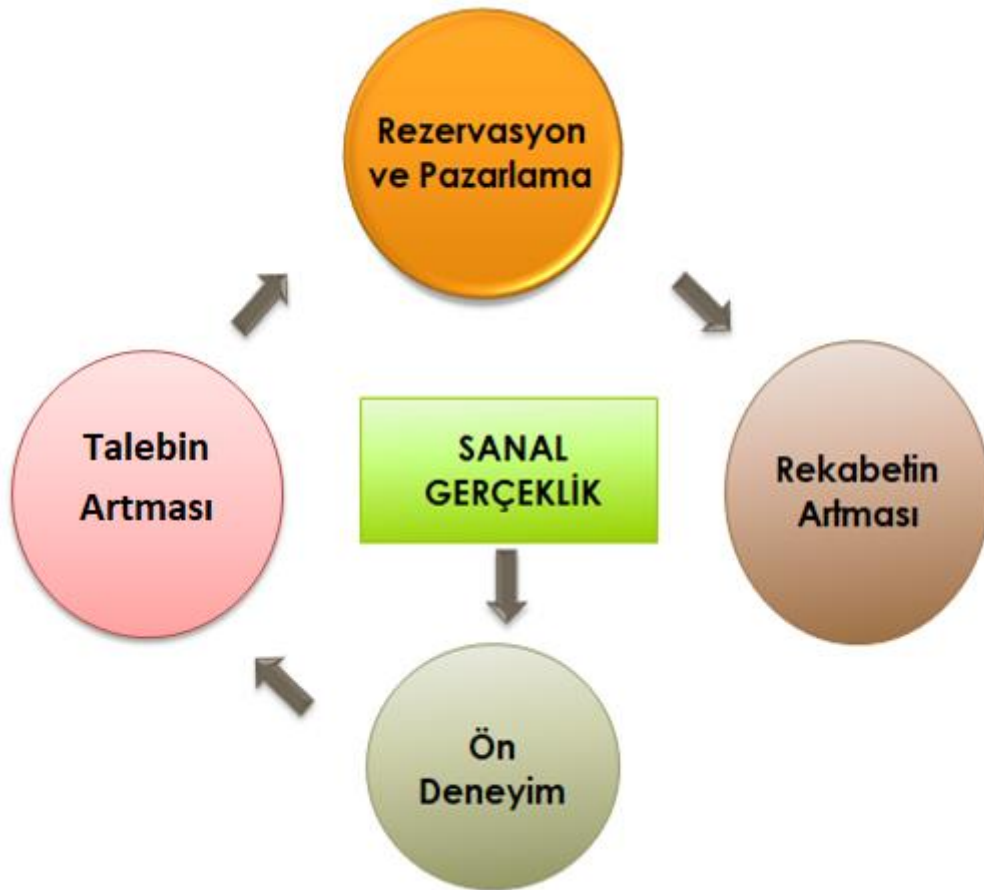 Rezervasyon
ve Pazarlama
Talebin
Artması
SANAL
GERÇEKLİK
Rekabetin
Artması
Ön
Deneyim